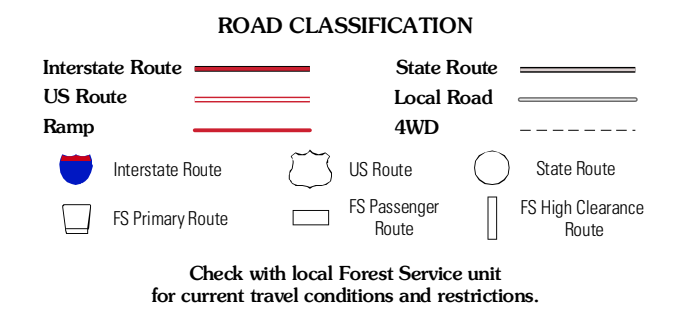 ROAD CLASSIFICATION
Interstate Route
State Route
US Route
Local Road
Ramp
4WD
Interstate Route
US Route
State Route
FS Primary Route
FS Passenger
Route
FS High Clearance
Route
Check with local Forest Service unit
for current travel conditions and restrictions.